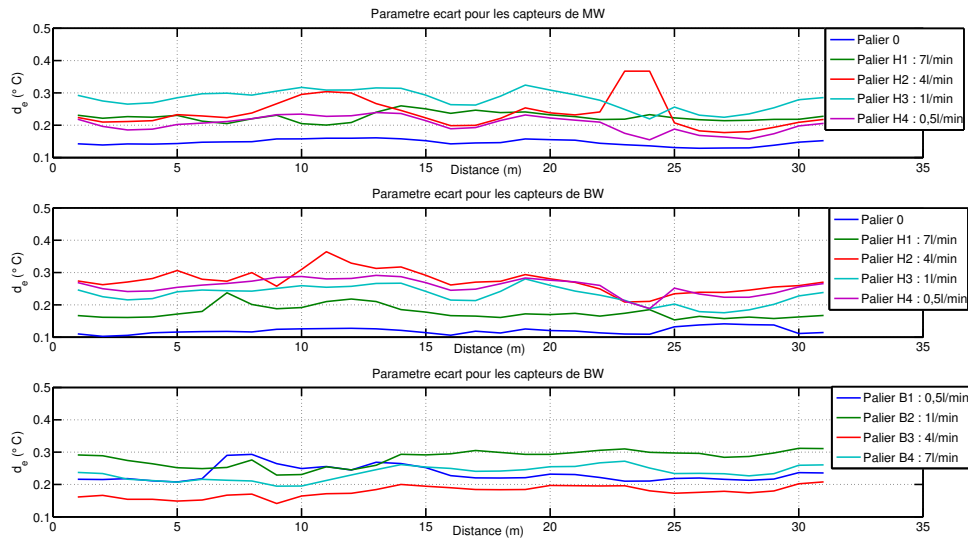 Parametre ecart pour les capteurs de MW
0.5
0.4
0.3
0.2
0.1
d_e (° C)
0
5
10
15
20
25
30
35
Distance (m)
Palier 0
Palier H1 : 7l/min
Palier H2 : 4l/min
Palier H3 : 1l/min
Palier H4 : 0,5l/min
Parametre ecart pour les capteurs de BW
0.5
0.4
0.3
0.2
0.1
d_e (° C)
0
5
10
15
20
25
30
35
Distance (m)
Palier 0
Palier H1 : 7l/min
Palier H2 : 4l/min
Palier H3 : 1l/min
Palier H4 : 0,5l/min
Parametre ecart pour les capteurs de BW
0.5
0.4
0.3
0.2
0.1
d_e (° C)
0
5
10
15
20
25
30
35
Distance (m)
Palier B1 : 0,5l/min
Palier B2 : 1l/min
Palier B3 : 4l/min
Palier B4 : 7l/min